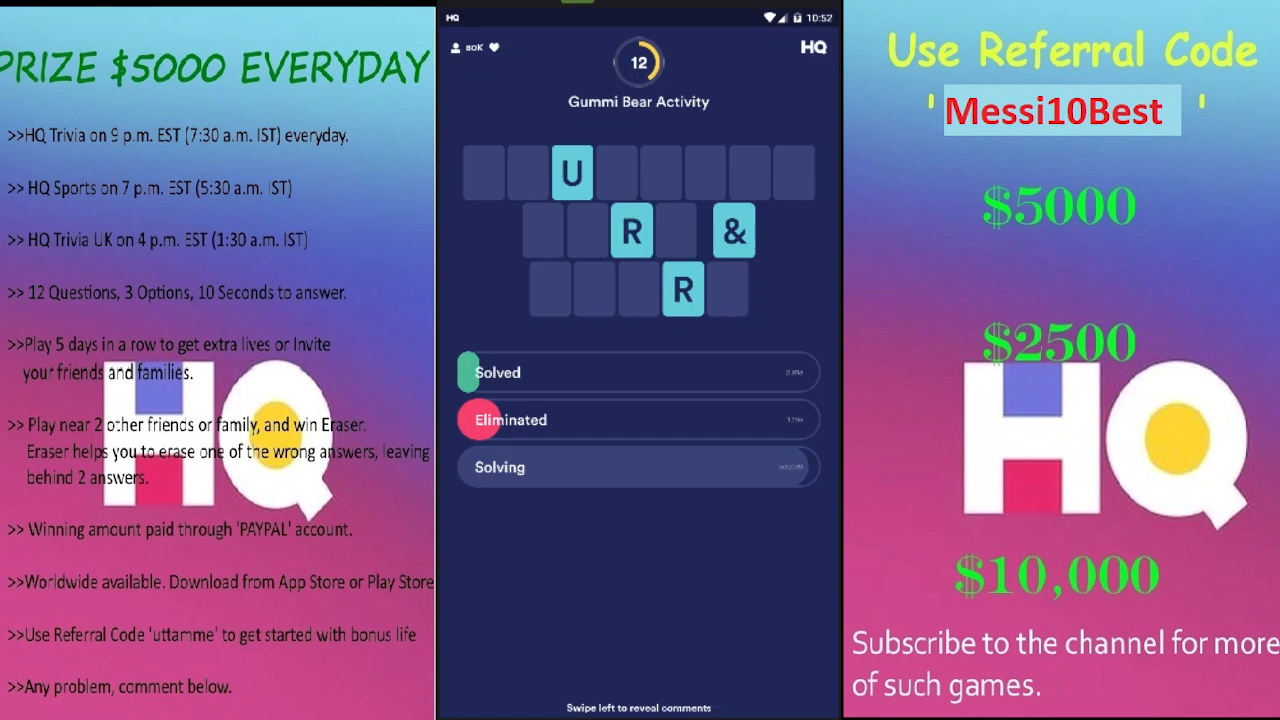 PRIZE $5000 EVERYDAY
>>HQ Trivia on 9 p.m. EST (7:30 a.m. IST) everyday.
>> HQ Sports on 7 p.m. EST (5:30 a.m. IST)
>> HQ Trivia UK on 4 p.m. EST (1:30 a.m. IST)
>> 12 Questions, 3 Options, 10 Seconds to answer.
>>Play 5 days in a row to get extra lives or Invite
your friends and families.
>> Play near 2 other friends or family, and win Eraser.
Eraser helps you to erase one of the wrong answers, leaving
behind 2 answers.
>> Winning amount paid through 'PAYPAL' account.
>>Worldwide available. Download from App Store or Play Store
>>Use Referral Code 'uttamme' to get started with bonus life
>>Any problem, comment below.
HQ
HQ 10:52
80K HQ
12
Gummi Bear Activity
U
R &
R
Solved
Eliminated
Solving
Swipe left to reveal comments
Use Referral Code
' Messi10Best '
$5000
$2500
HQ
$10,000
Subscribe to the channel for more
of such games.